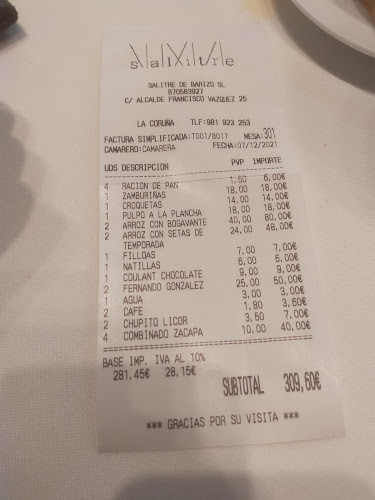 salitre
SALITRE DE BARIZO SL
B70583927
C/ ALCALDE FRANCISCO VAZQUEZ 25
LA CORUÑA TLF:981 923 253
FACTURA SIMPLIFICADA:T001/8017 MESA:301
CAMARERO:CAMARERA FECHA:07/12/2021
UDS DESCRIPCION PVP IMPORTE
4 RACION DE PAN 1,50 6,00€
1 ZAMBURIÑAS 18,00 18,00€
1 CROQUETAS 14,00 14,00€
1 PULPO A LA PLANCHA 18,00 18,00€
2 ARROZ CON BOGAVANTE 40,00 80,00€
2 ARROZ CON SETAS DE 24,00 48,00€
TEMPORADA
1 FILLOAS 7,00 7,00€
1 NATILLAS 6,00 6,00€
1 COULANT CHOCOLATE 9,00 9,00€
2 FERNANDO GONZALEZ 25,00 50,00€
1 AGUA 3,00 3,00€
2 CAFE 1,80 3,60€
2 CHUPITO LICOR 3,50 7,00€
4 COMBINADO ZACAPA 10,00 40,00€
BASE IMP. IVA AL 10%
281,45€ 28,15€
SUBTOTAL 309,60€
*** GRACIAS POR SU VISITA ***